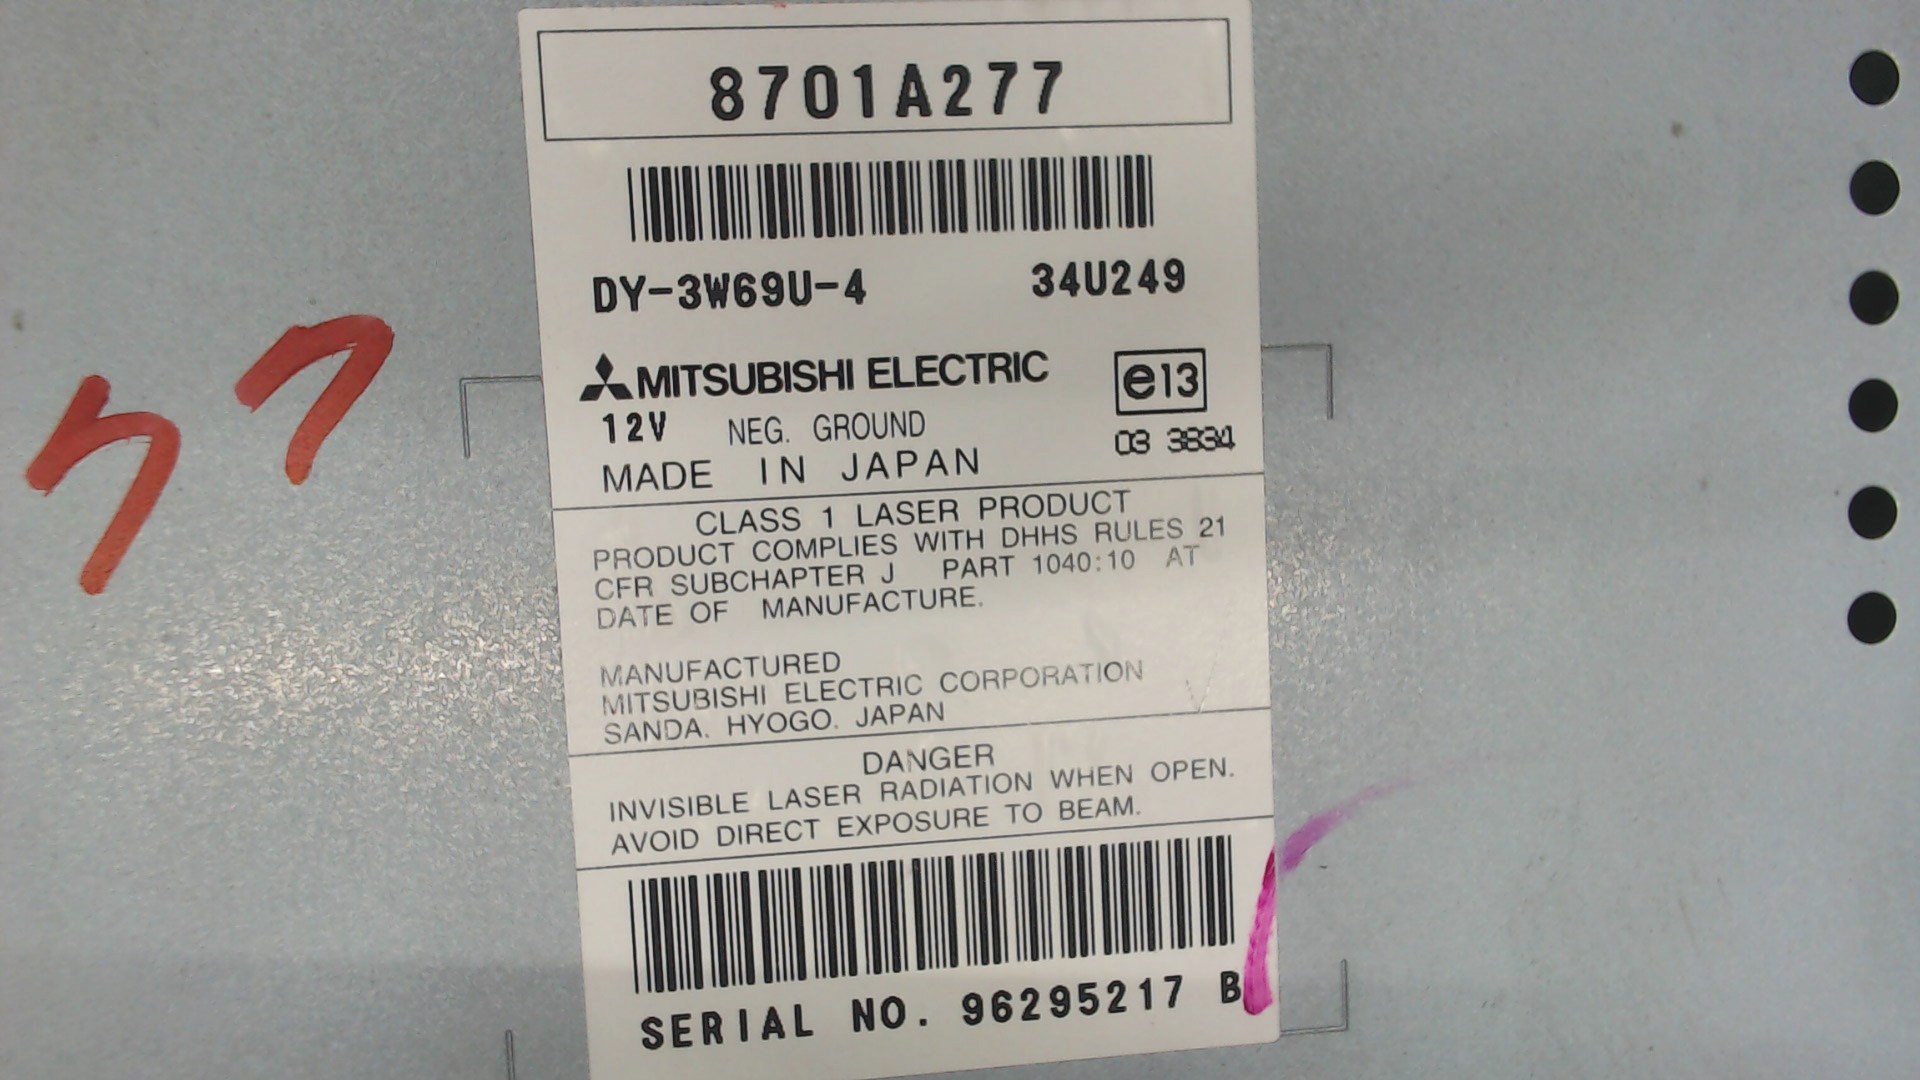 8701A277
DY-3W69U-4 34U249
MITSUBISHI ELECTRIC e13
12V NEG. GROUND 03 3834
MADE IN JAPAN
CLASS 1 LASER PRODUCT
PRODUCT COMPLIES WITH DHHS RULES 21
CFR SUBCHAPTER J PART 1040:10 AT
DATE OF MANUFACTURE.
MANUFACTURED
MITSUBISHI ELECTRIC CORPORATION
SANDA. HYOGO. JAPAN
DANGER
INVISIBLE LASER RADIATION WHEN OPEN.
AVOID DIRECT EXPOSURE TO BEAM.
SERIAL NO. 96295217 B